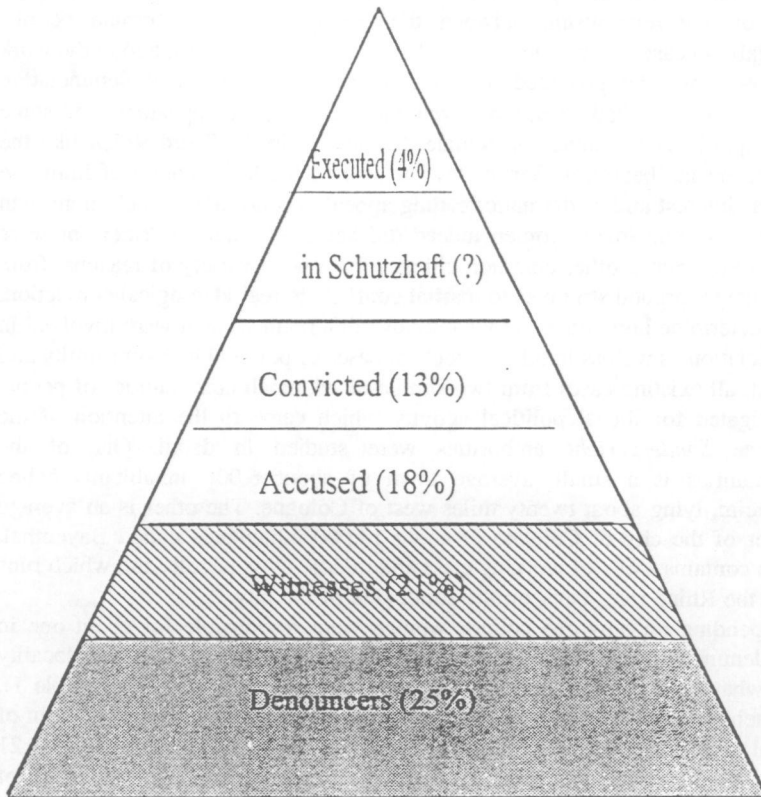 Executed (4%)
in Schutzhaft (?)
Convicted (13%)
Accused (18%)
Witnesses (21%)
Denouncers (25%)